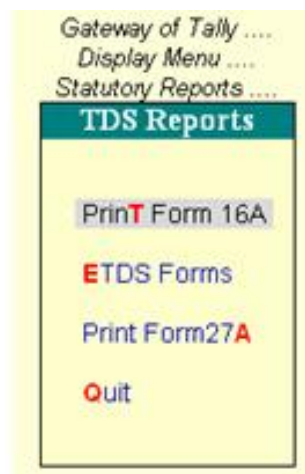 Gateway of Tally ....
Display Menu ....
Statutory Reports ....
TDS Reports
PrinT Form 16A
ETDS Forms
Print Form27A
Quit